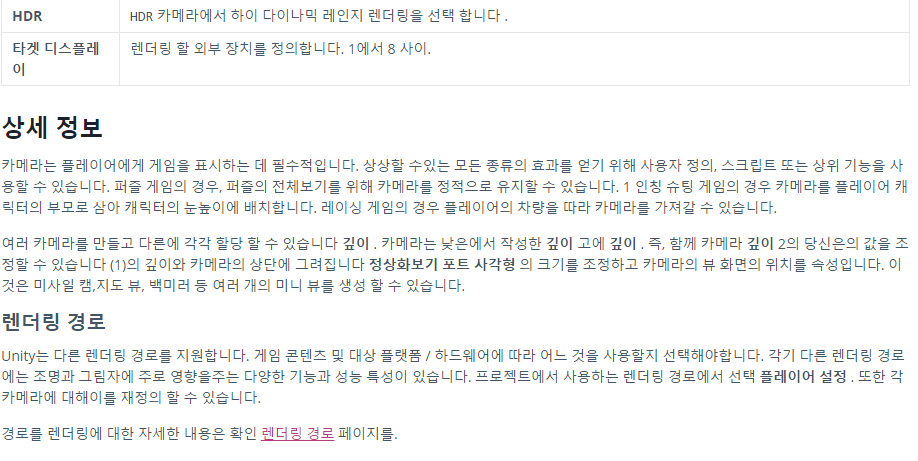 HDR HDR 카메라에서 하이 다이나믹 레인지 렌더링을 선택 합니다 .
타겟 디스플레 렌더링 할 외부 장치를 정의합니다. 1에서 8 사이.
이
상세 정보
카메라는 플레이어에게 게임을 표시하는 데 필수적입니다. 상상할 수있는 모든 종류의 효과를 얻기 위해 사용자 정의, 스크립트 또는 상위 기능을 사
용할 수 있습니다. 퍼즐 게임의 경우, 퍼즐의 전체보기를 위해 카메라를 정적으로 유지할 수 있습니다. 1 인칭 슈팅 게임의 경우 카메라를 플레이어 캐
릭터의 부모로 삼아 캐릭터의 눈높이에 배치합니다. 레이싱 게임의 경우 플레이어의 차량을 따라 카메라를 가져갈 수 있습니다.
여러 카메라를 만들고 다른에 각각 할당 할 수 있습니다 깊이 . 카메라는 낮은에서 작성한 깊이 고에 깊이 . 즉, 함께 카메라 깊이 2의 당신은의 값을 조
정할 수 있습니다 (1)의 깊이와 카메라의 상단에 그려집니다 정상화보기 포트 사각형 의 크기를 조정하고 카메라의 뷰 화면의 위치를 속성입니다. 이
것은 미사일 캠,지도 뷰, 백미러 등 여러 개의 미니 뷰를 생성 할 수 있습니다.
렌더링 경로
Unity는 다른 렌더링 경로를 지원합니다. 게임 콘텐츠 및 대상 플랫폼 / 하드웨어에 따라 어느 것을 사용할지 선택해야합니다. 각기 다른 렌더링 경로
에는 조명과 그림자에 주로 영향을주는 다양한 기능과 성능 특성이 있습니다. 프로젝트에서 사용하는 렌더링 경로에서 선택 플레이어 설정 . 또한 각
카메라에 대해이를 재정의 할 수 있습니다.
경로를 렌더링에 대한 자세한 내용은 확인 렌더링 경로 페이지를.